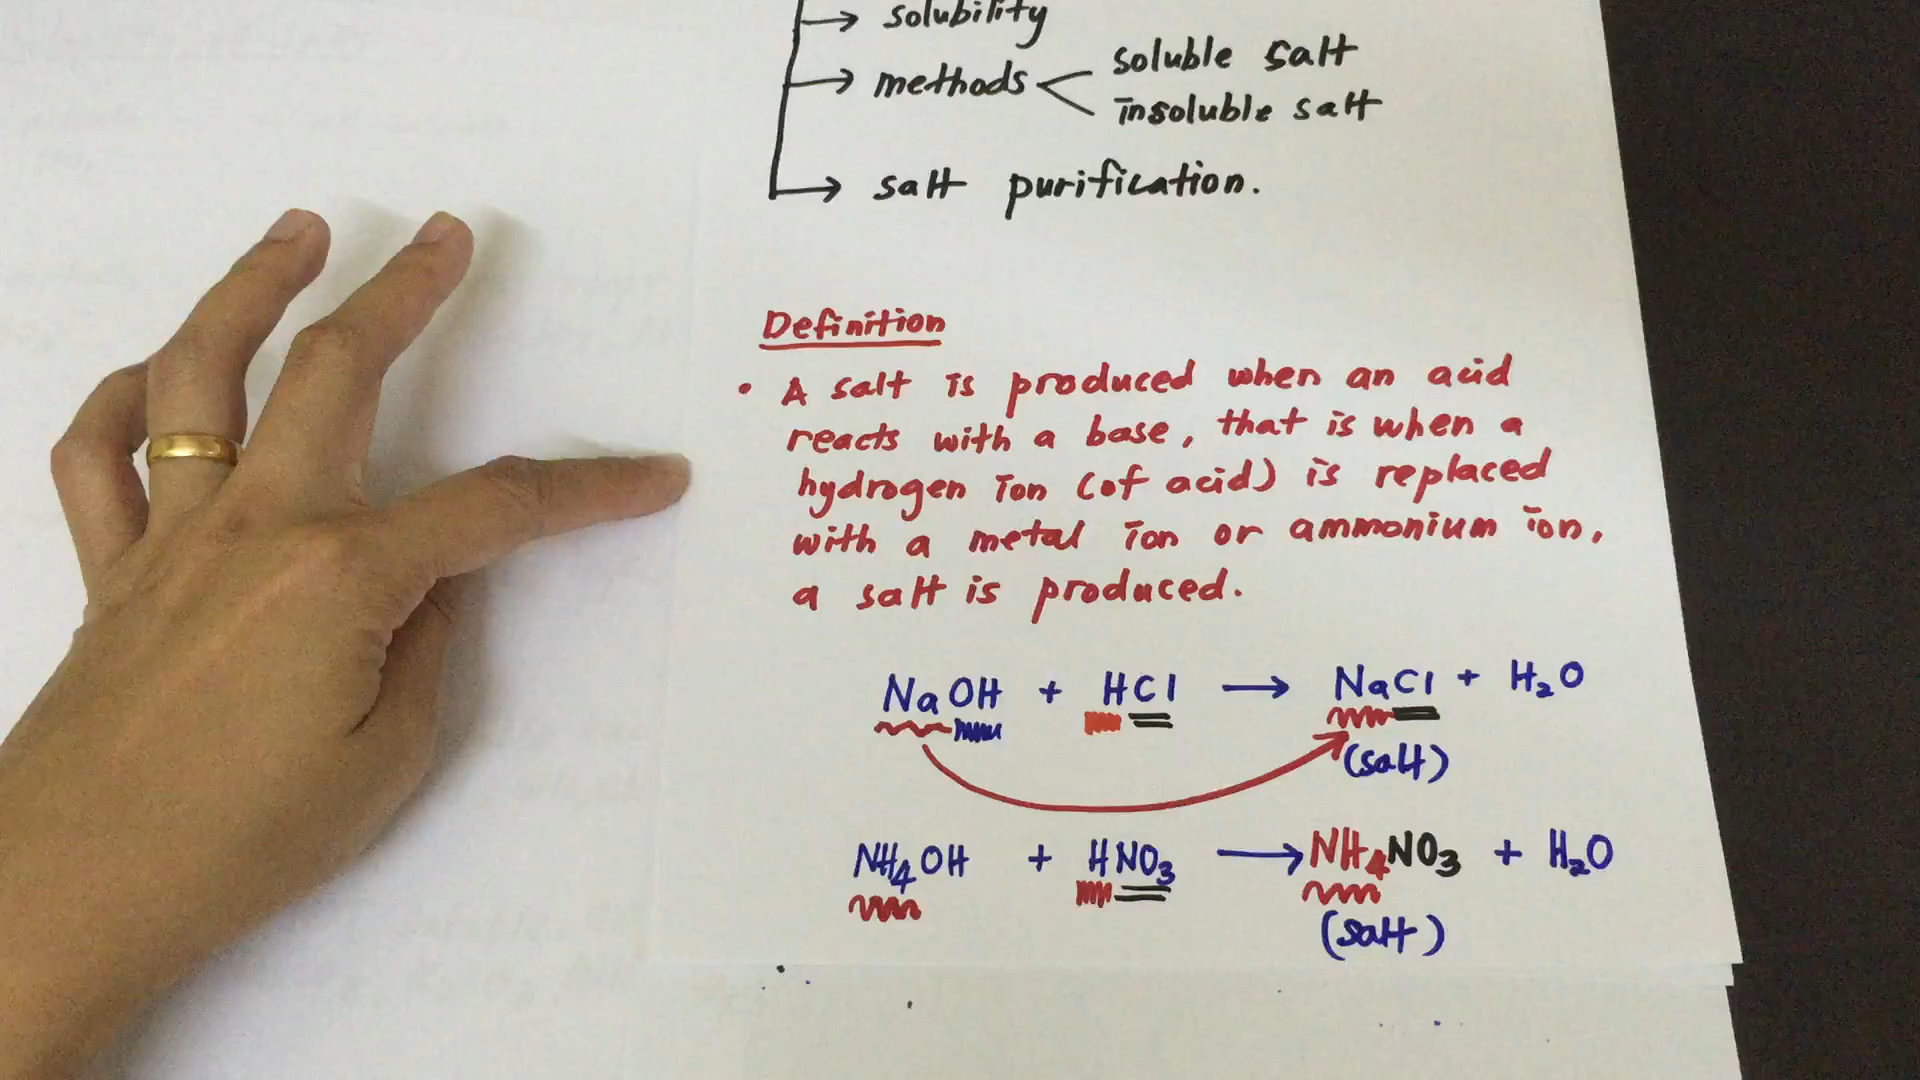 → solubility
→ methods < soluble salt
insoluble salt
→ salt purification.
Definition
• A salt is produced when an acid
reacts with a base, that is when a
hydrogen ion (of acid) is replaced
with a metal ion or ammonium ion,
a salt is produced.
NaOH + HCl → NaCl + H₂O
(salt)
NH₄OH + HNO₃ → NH₄NO₃ + H₂O
(salt)